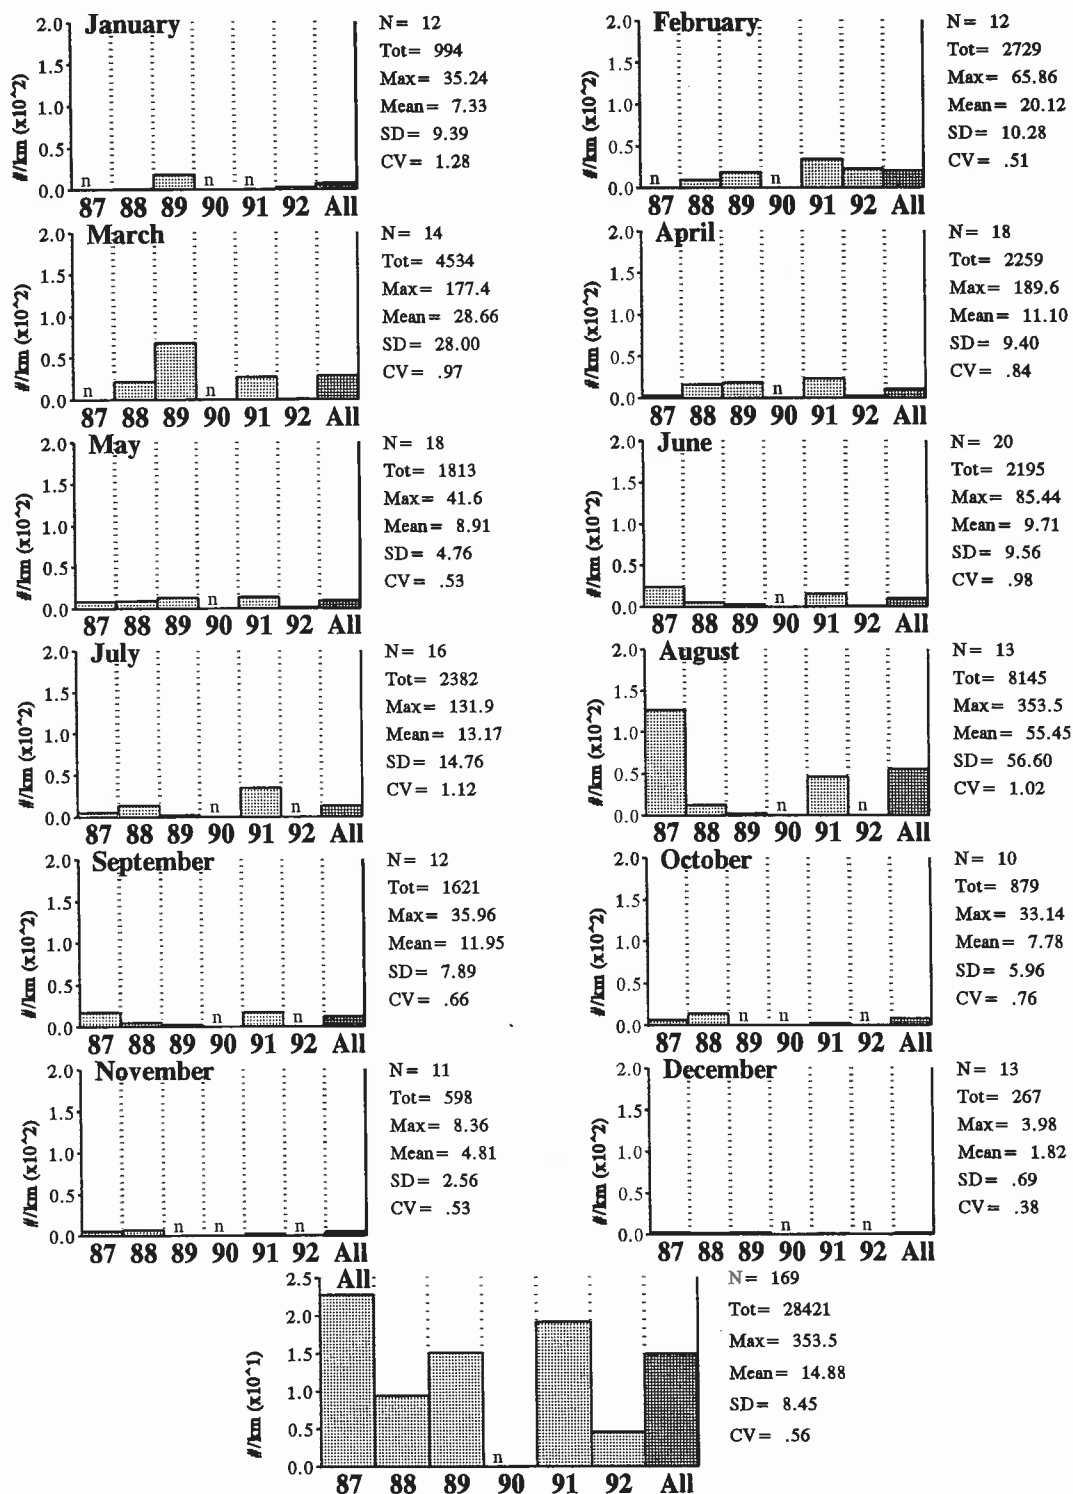 January
#/km (x10^2)
2.0
1.5
1.0
0.5
0.0
n n n
87 88 89 90 91 92 All
N= 12
Tot= 994
Max= 35.24
Mean= 7.33
SD= 9.39
CV= 1.28
February
#/km (x10^2)
2.0
1.5
1.0
0.5
0.0
n n
87 88 89 90 91 92 All
N= 12
Tot= 2729
Max= 65.86
Mean= 20.12
SD= 10.28
CV= .51
March
#/km (x10^2)
2.0
1.5
1.0
0.5
0.0
n n
87 88 89 90 91 92 All
N= 14
Tot= 4534
Max= 177.4
Mean= 28.66
SD= 28.00
CV= .97
April
#/km (x10^2)
2.0
1.5
1.0
0.5
0.0
n
87 88 89 90 91 92 All
N= 18
Tot= 2259
Max= 189.6
Mean= 11.10
SD= 9.40
CV= .84
May
#/km (x10^2)
2.0
1.5
1.0
0.5
0.0
n
87 88 89 90 91 92 All
N= 18
Tot= 1813
Max= 41.6
Mean= 8.91
SD= 4.76
CV= .53
June
#/km (x10^2)
2.0
1.5
1.0
0.5
0.0
n
87 88 89 90 91 92 All
N= 20
Tot= 2195
Max= 85.44
Mean= 9.71
SD= 9.56
CV= .98
July
#/km (x10^2)
2.0
1.5
1.0
0.5
0.0
n n
87 88 89 90 91 92 All
N= 16
Tot= 2382
Max= 131.9
Mean= 13.17
SD= 14.76
CV= 1.12
August
#/km (x10^2)
2.0
1.5
1.0
0.5
0.0
n n
87 88 89 90 91 92 All
N= 13
Tot= 8145
Max= 353.5
Mean= 55.45
SD= 56.60
CV= 1.02
September
#/km (x10^2)
2.0
1.5
1.0
0.5
0.0
n n
87 88 89 90 91 92 All
N= 12
Tot= 1621
Max= 35.96
Mean= 11.95
SD= 7.89
CV= .66
October
#/km (x10^2)
2.0
1.5
1.0
0.5
0.0
n n n
87 88 89 90 91 92 All
N= 10
Tot= 879
Max= 33.14
Mean= 7.78
SD= 5.96
CV= .76
November
#/km (x10^2)
2.0
1.5
1.0
0.5
0.0
n n n
87 88 89 90 91 92 All
N= 11
Tot= 598
Max= 8.36
Mean= 4.81
SD= 2.56
CV= .53
December
#/km (x10^2)
2.0
1.5
1.0
0.5
0.0
n n
87 88 89 90 91 92 All
N= 13
Tot= 267
Max= 3.98
Mean= 1.82
SD= .69
CV= .38
All
#/km (x10^1)
2.5
2.0
1.5
1.0
0.5
0.0
n
87 88 89 90 91 92 All
N= 169
Tot= 28421
Max= 353.5
Mean= 14.88
SD= 8.45
CV= .56